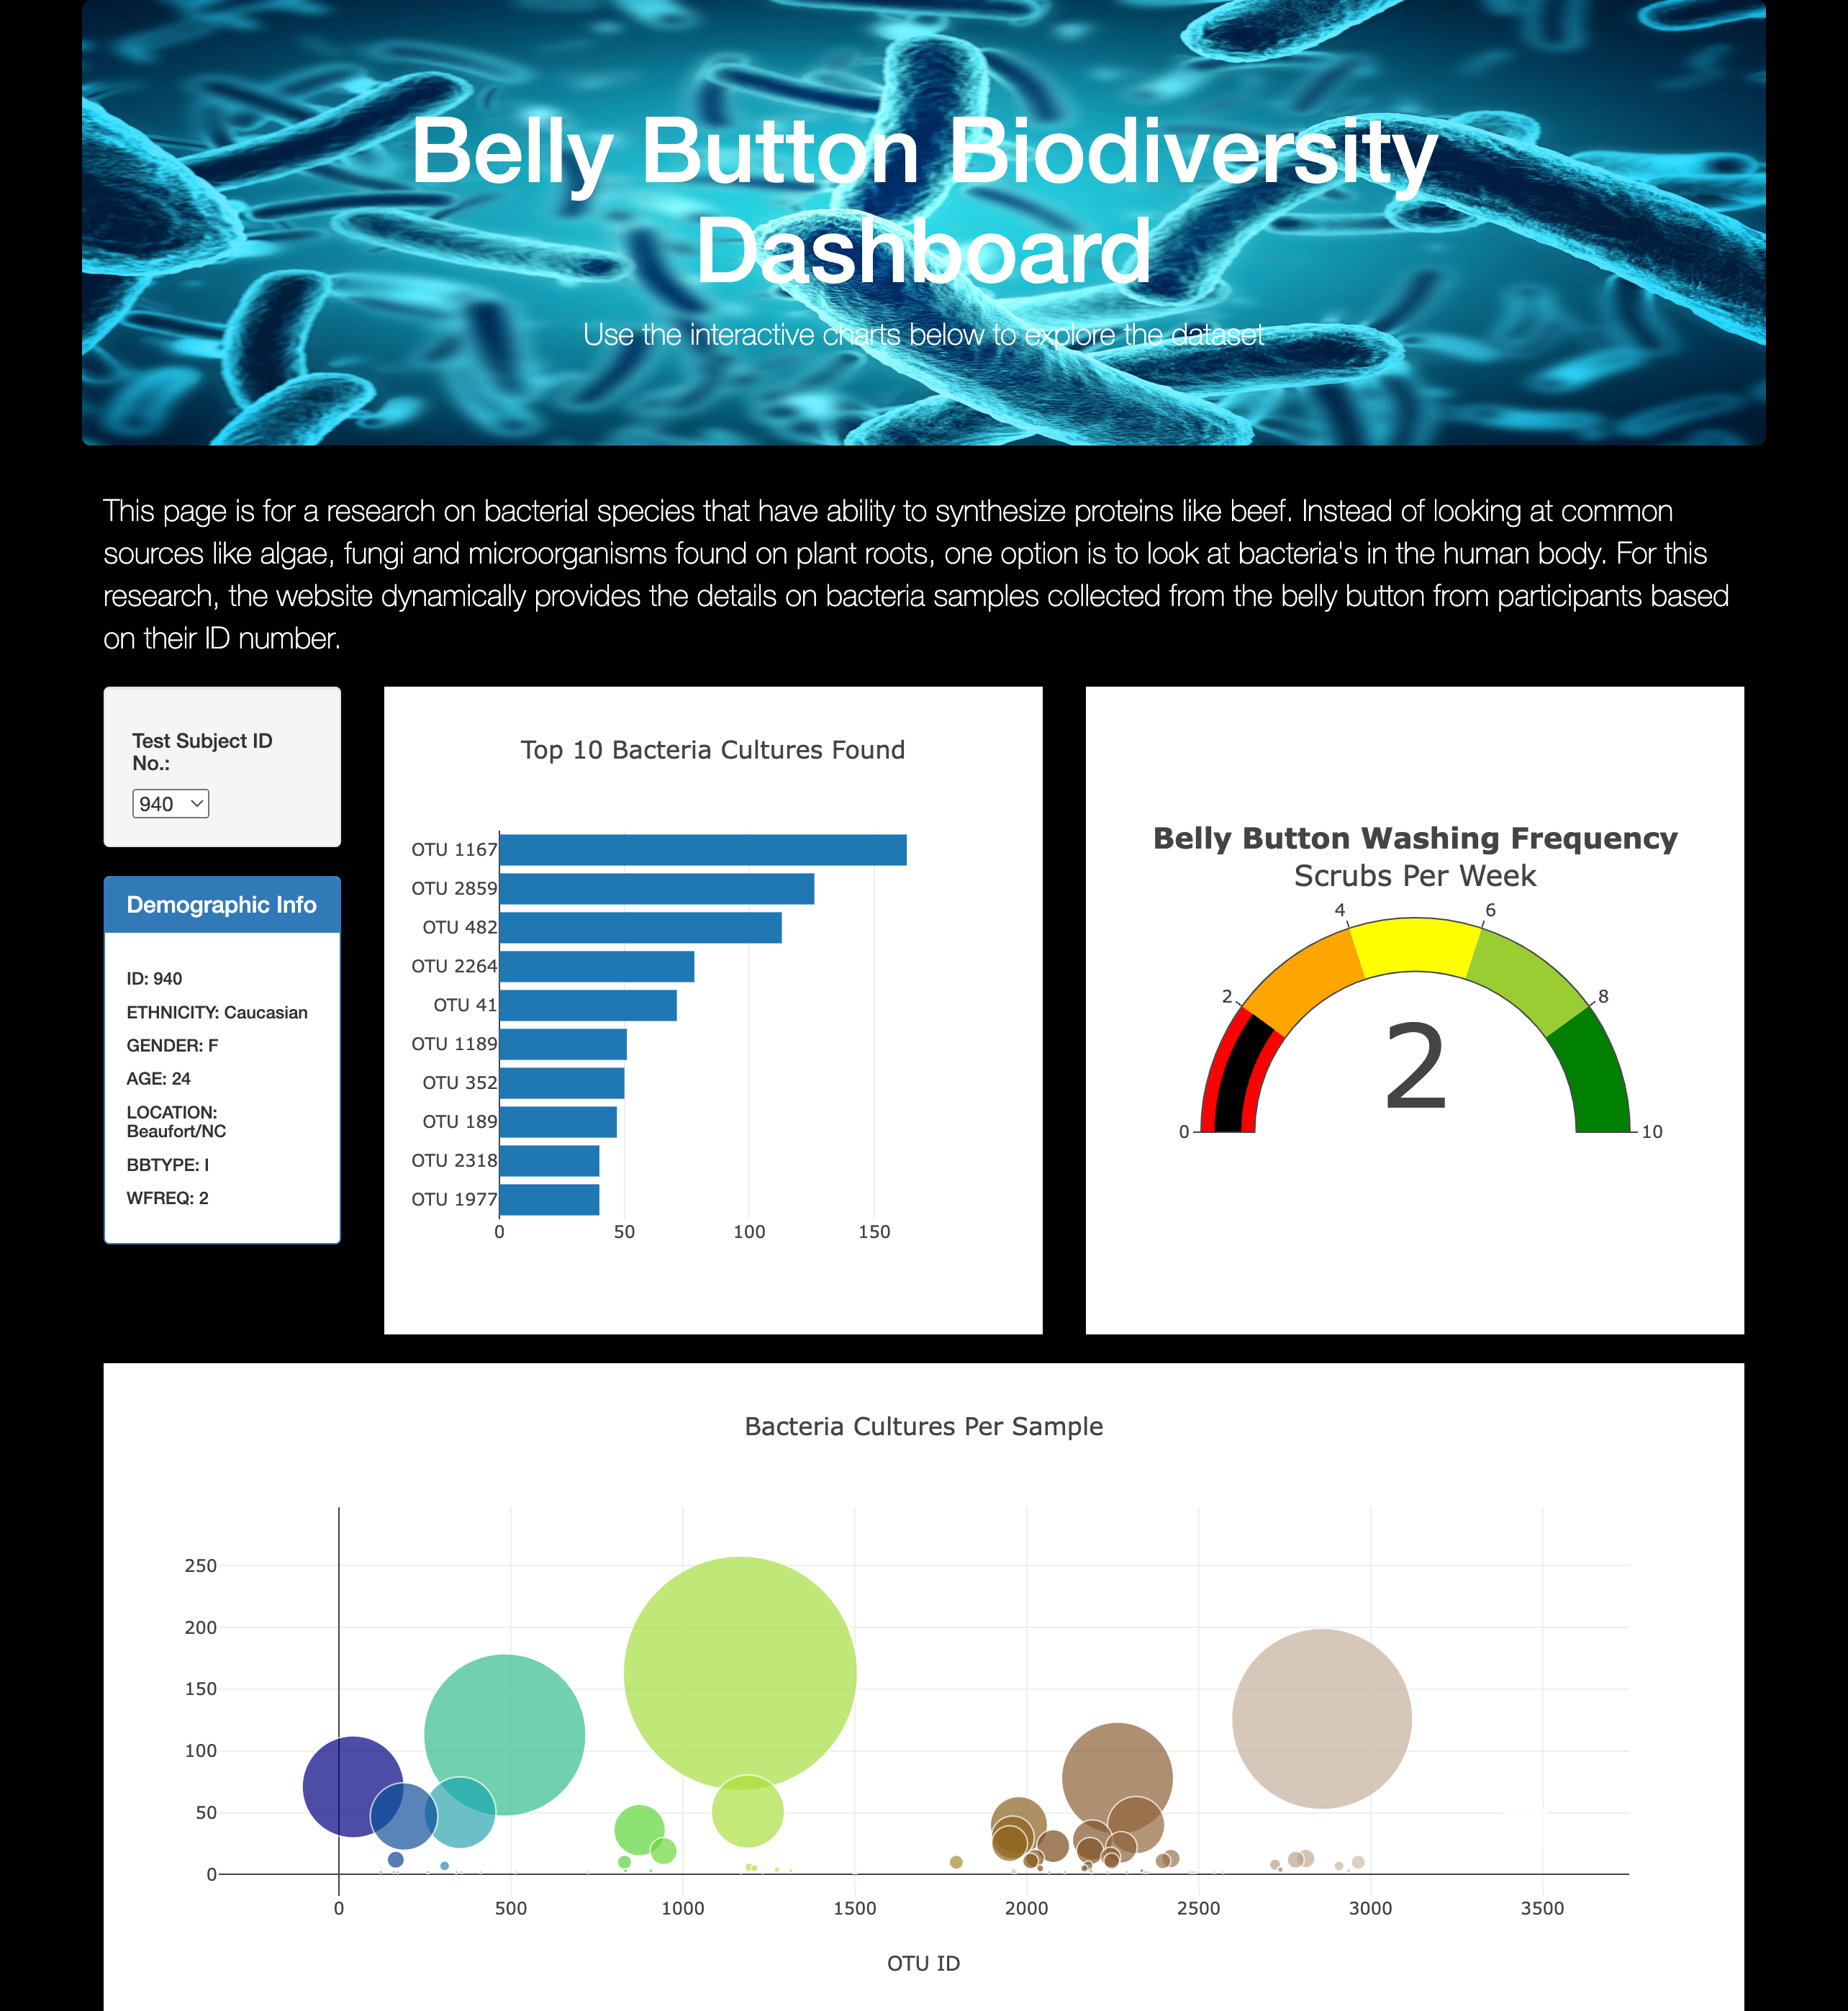 Belly Button Biodiversity
Dashboard
Use the interactive charts below to explore the dataset
This page is for a research on bacterial species that have ability to synthesize proteins like beef. Instead of looking at common
sources like algae, fungi and microorganisms found on plant roots, one option is to look at bacteria's in the human body. For this
research, the website dynamically provides the details on bacteria samples collected from the belly button from participants based
on their ID number.
Test Subject ID
No.:
940
Demographic Info
ID: 940
ETHNICITY: Caucasian
GENDER: F
AGE: 24
LOCATION:
Beaufort/NC
BBTYPE: I
WFREQ: 2
Top 10 Bacteria Cultures Found
OTU 1167
OTU 2859
OTU 482
OTU 2264
OTU 41
OTU 1189
OTU 352
OTU 189
OTU 2318
OTU 1977
0 50 100 150
Belly Button Washing Frequency
Scrubs Per Week
4 6
2 8
2
0 10
Bacteria Cultures Per Sample
250
200
150
100
50
0
0 500 1000 1500 2000 2500 3000 3500
OTU ID